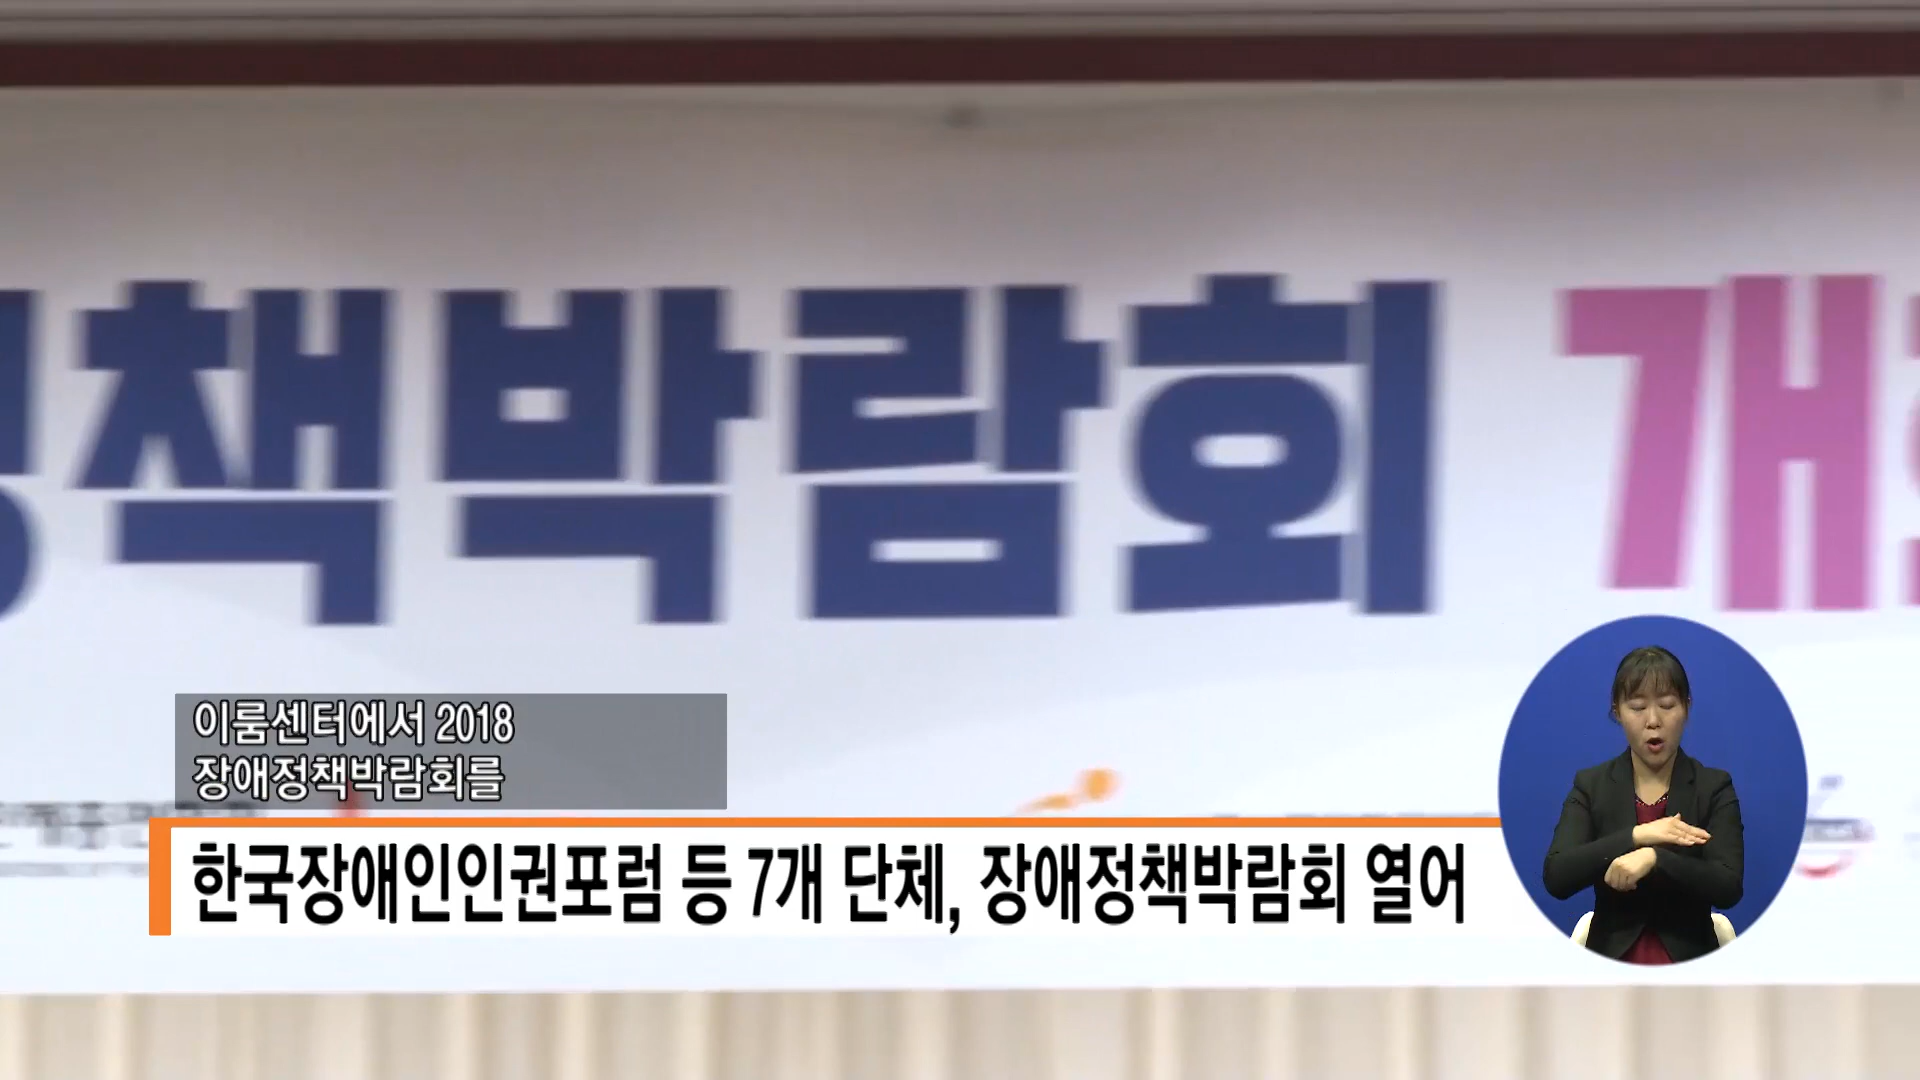 책박람회 개
이룸센터에서 2018
장애정책박람회를
한국장애인인권포럼 등 7개 단체, 장애정책박람회 열어